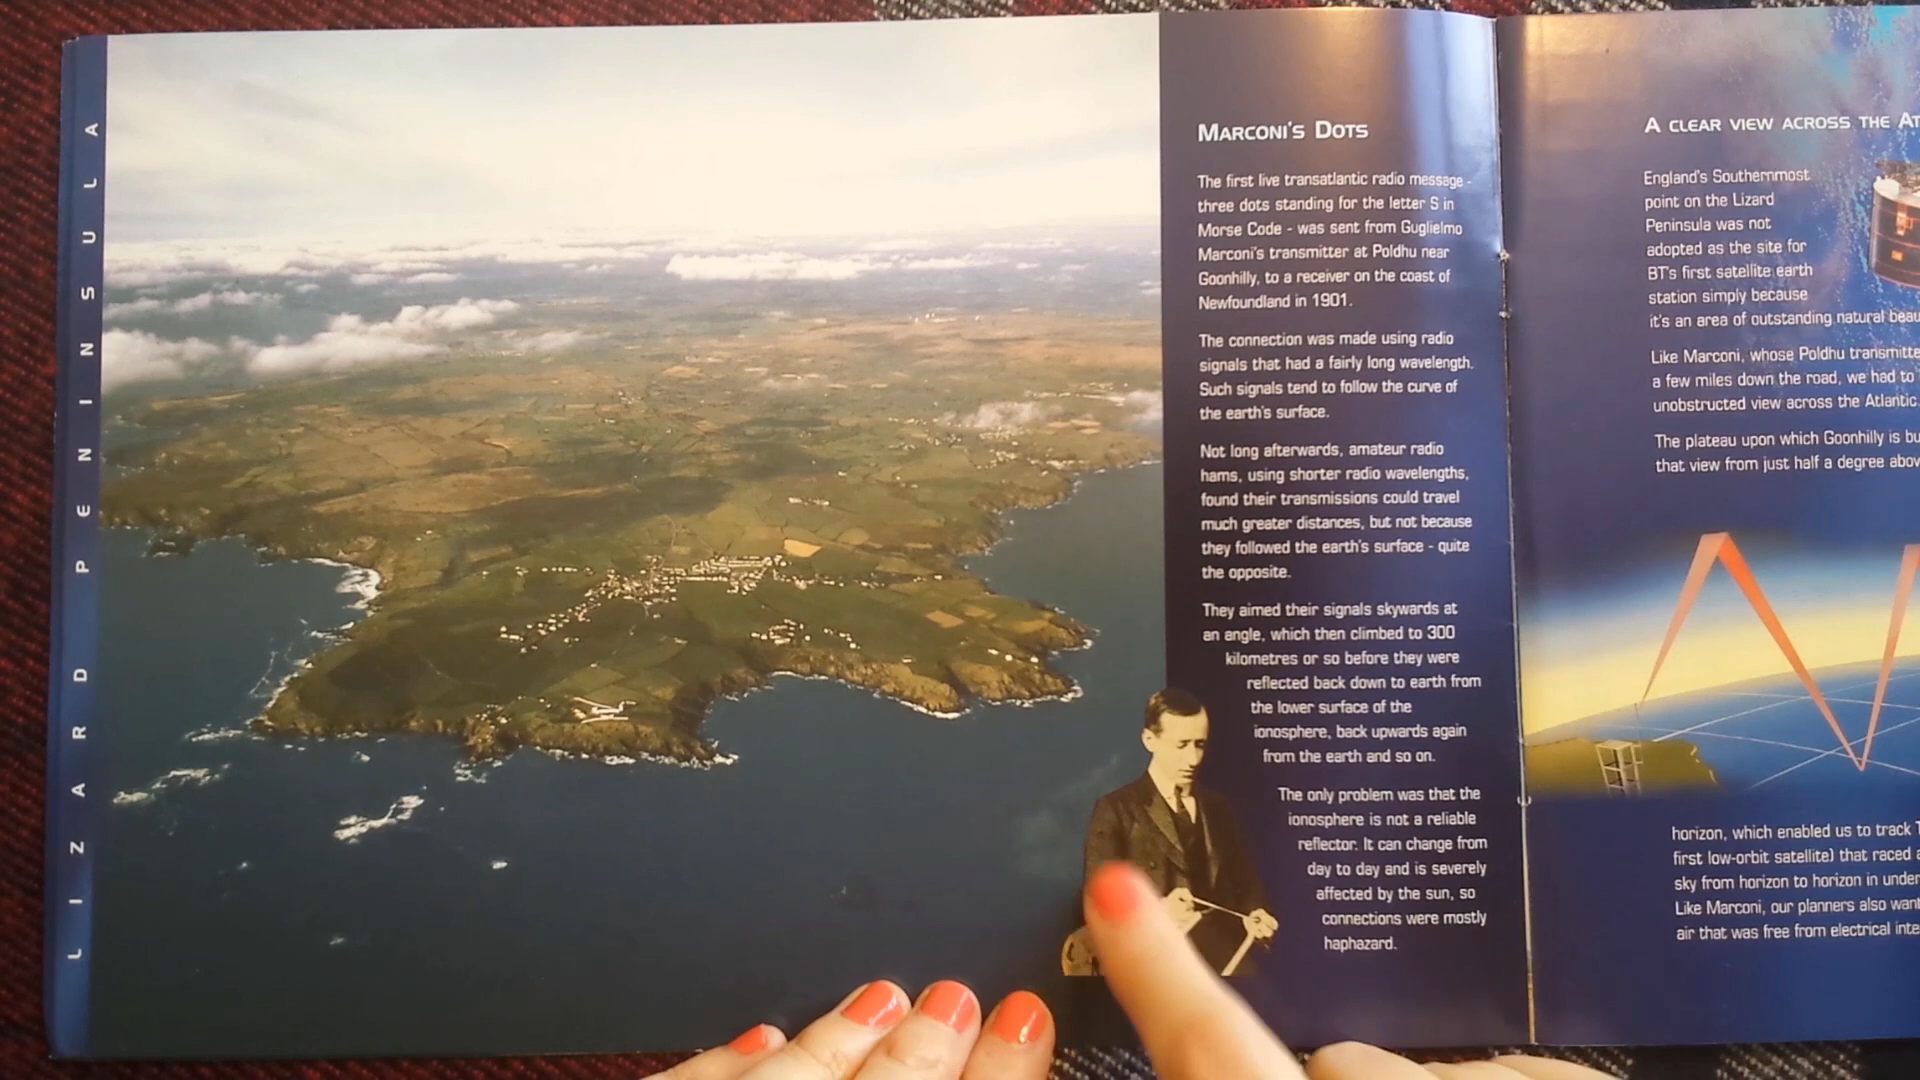 LIZARD PENINSULA
MARCONI'S DOTS
The first live transatlantic radio message -
three dots standing for the letter S in
Morse Code - was sent from Guglielmo
Marconi's transmitter at Poldhu near
Goonhilly, to a receiver on the coast of
Newfoundland in 1901.
The connection was made using radio
signals that had a fairly long wavelength.
Such signals tend to follow the curve of
the earth's surface.
Not long afterwards, amateur radio
hams, using shorter radio wavelengths,
found their transmissions could travel
much greater distances, but not because
they followed the earth's surface - quite
the opposite.
They aimed their signals skywards at
an angle, which then climbed to 300
kilometres or so before they were
reflected back down to earth from
the lower surface of the
ionosphere, back upwards again
from the earth and so on.
The only problem was that the
ionosphere is not a reliable
reflector. It can change from
day to day and is severely
affected by the sun, so
connections were mostly
haphazard.
A CLEAR VIEW ACROSS THE
England's Southernmost
point on the Lizard
Peninsula was not
adopted as the site for
BT's first satellite earth
station simply because
it's an area of outstanding natural
Like Marconi, whose Poldhu
a few miles down the road, we had to
unobstructed view across the Atlantic
The plateau upon which Goonhilly is
that view from just half a degree
horizon, which enabled us to track
first low-orbit satellite) that raced
sky from horizon to horizon in
Like Marconi, our planners also
air that was free from electrical